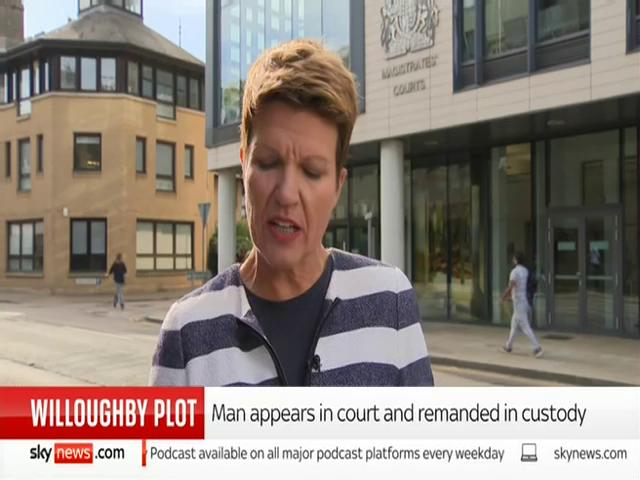 MAGISTRATES'
COURTS
WILLOUGHBY PLOT Man appears in court and remanded in custody
sky news.com Podcast available on all major podcast platforms every weekday skynews.com